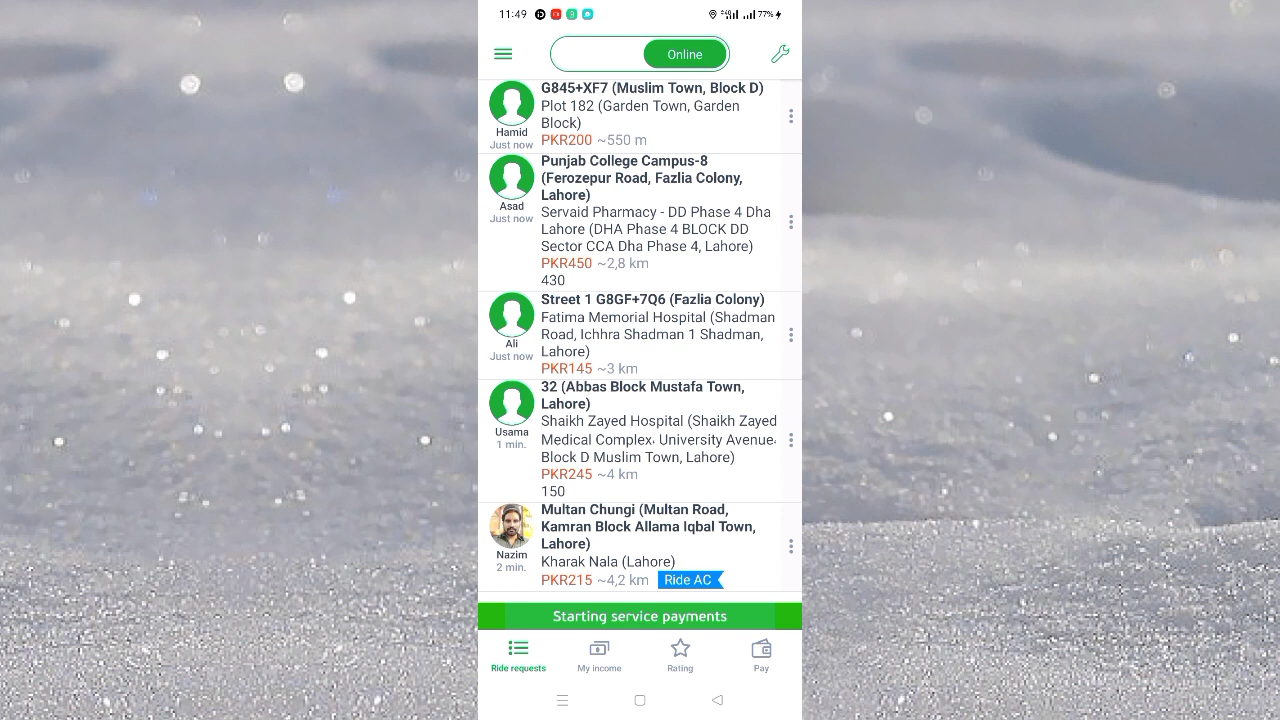 11:49
77%
Online
G845+XF7 (Muslim Town, Block D)
Plot 182 (Garden Town, Garden
Block)
PKR200 ~550 m
Hamid
Just now
Punjab College Campus-8
(Ferozepur Road, Fazlia Colony,
Lahore)
Servaid Pharmacy - DD Phase 4 Dha
Lahore (DHA Phase 4 BLOCK DD
Sector CCA Dha Phase 4, Lahore)
PKR450 ~2,8 km
430
Asad
Just now
Street 1 G8GF+7Q6 (Fazlia Colony)
Fatima Memorial Hospital (Shadman
Road, Ichhra Shadman 1 Shadman,
Lahore)
PKR145 ~3 km
Ali
Just now
32 (Abbas Block Mustafa Town,
Lahore)
Shaikh Zayed Hospital (Shaikh Zayed
Medical Complex، University Avenue،
Block D Muslim Town, Lahore)
PKR245 ~4 km
150
Usama
1 min.
Multan Chungi (Multan Road,
Kamran Block Allama Iqbal Town,
Lahore)
Kharak Nala (Lahore)
PKR215 ~4,2 km Ride AC
Nazim
2 min.
Starting service payments
Ride requests My income Rating Pay